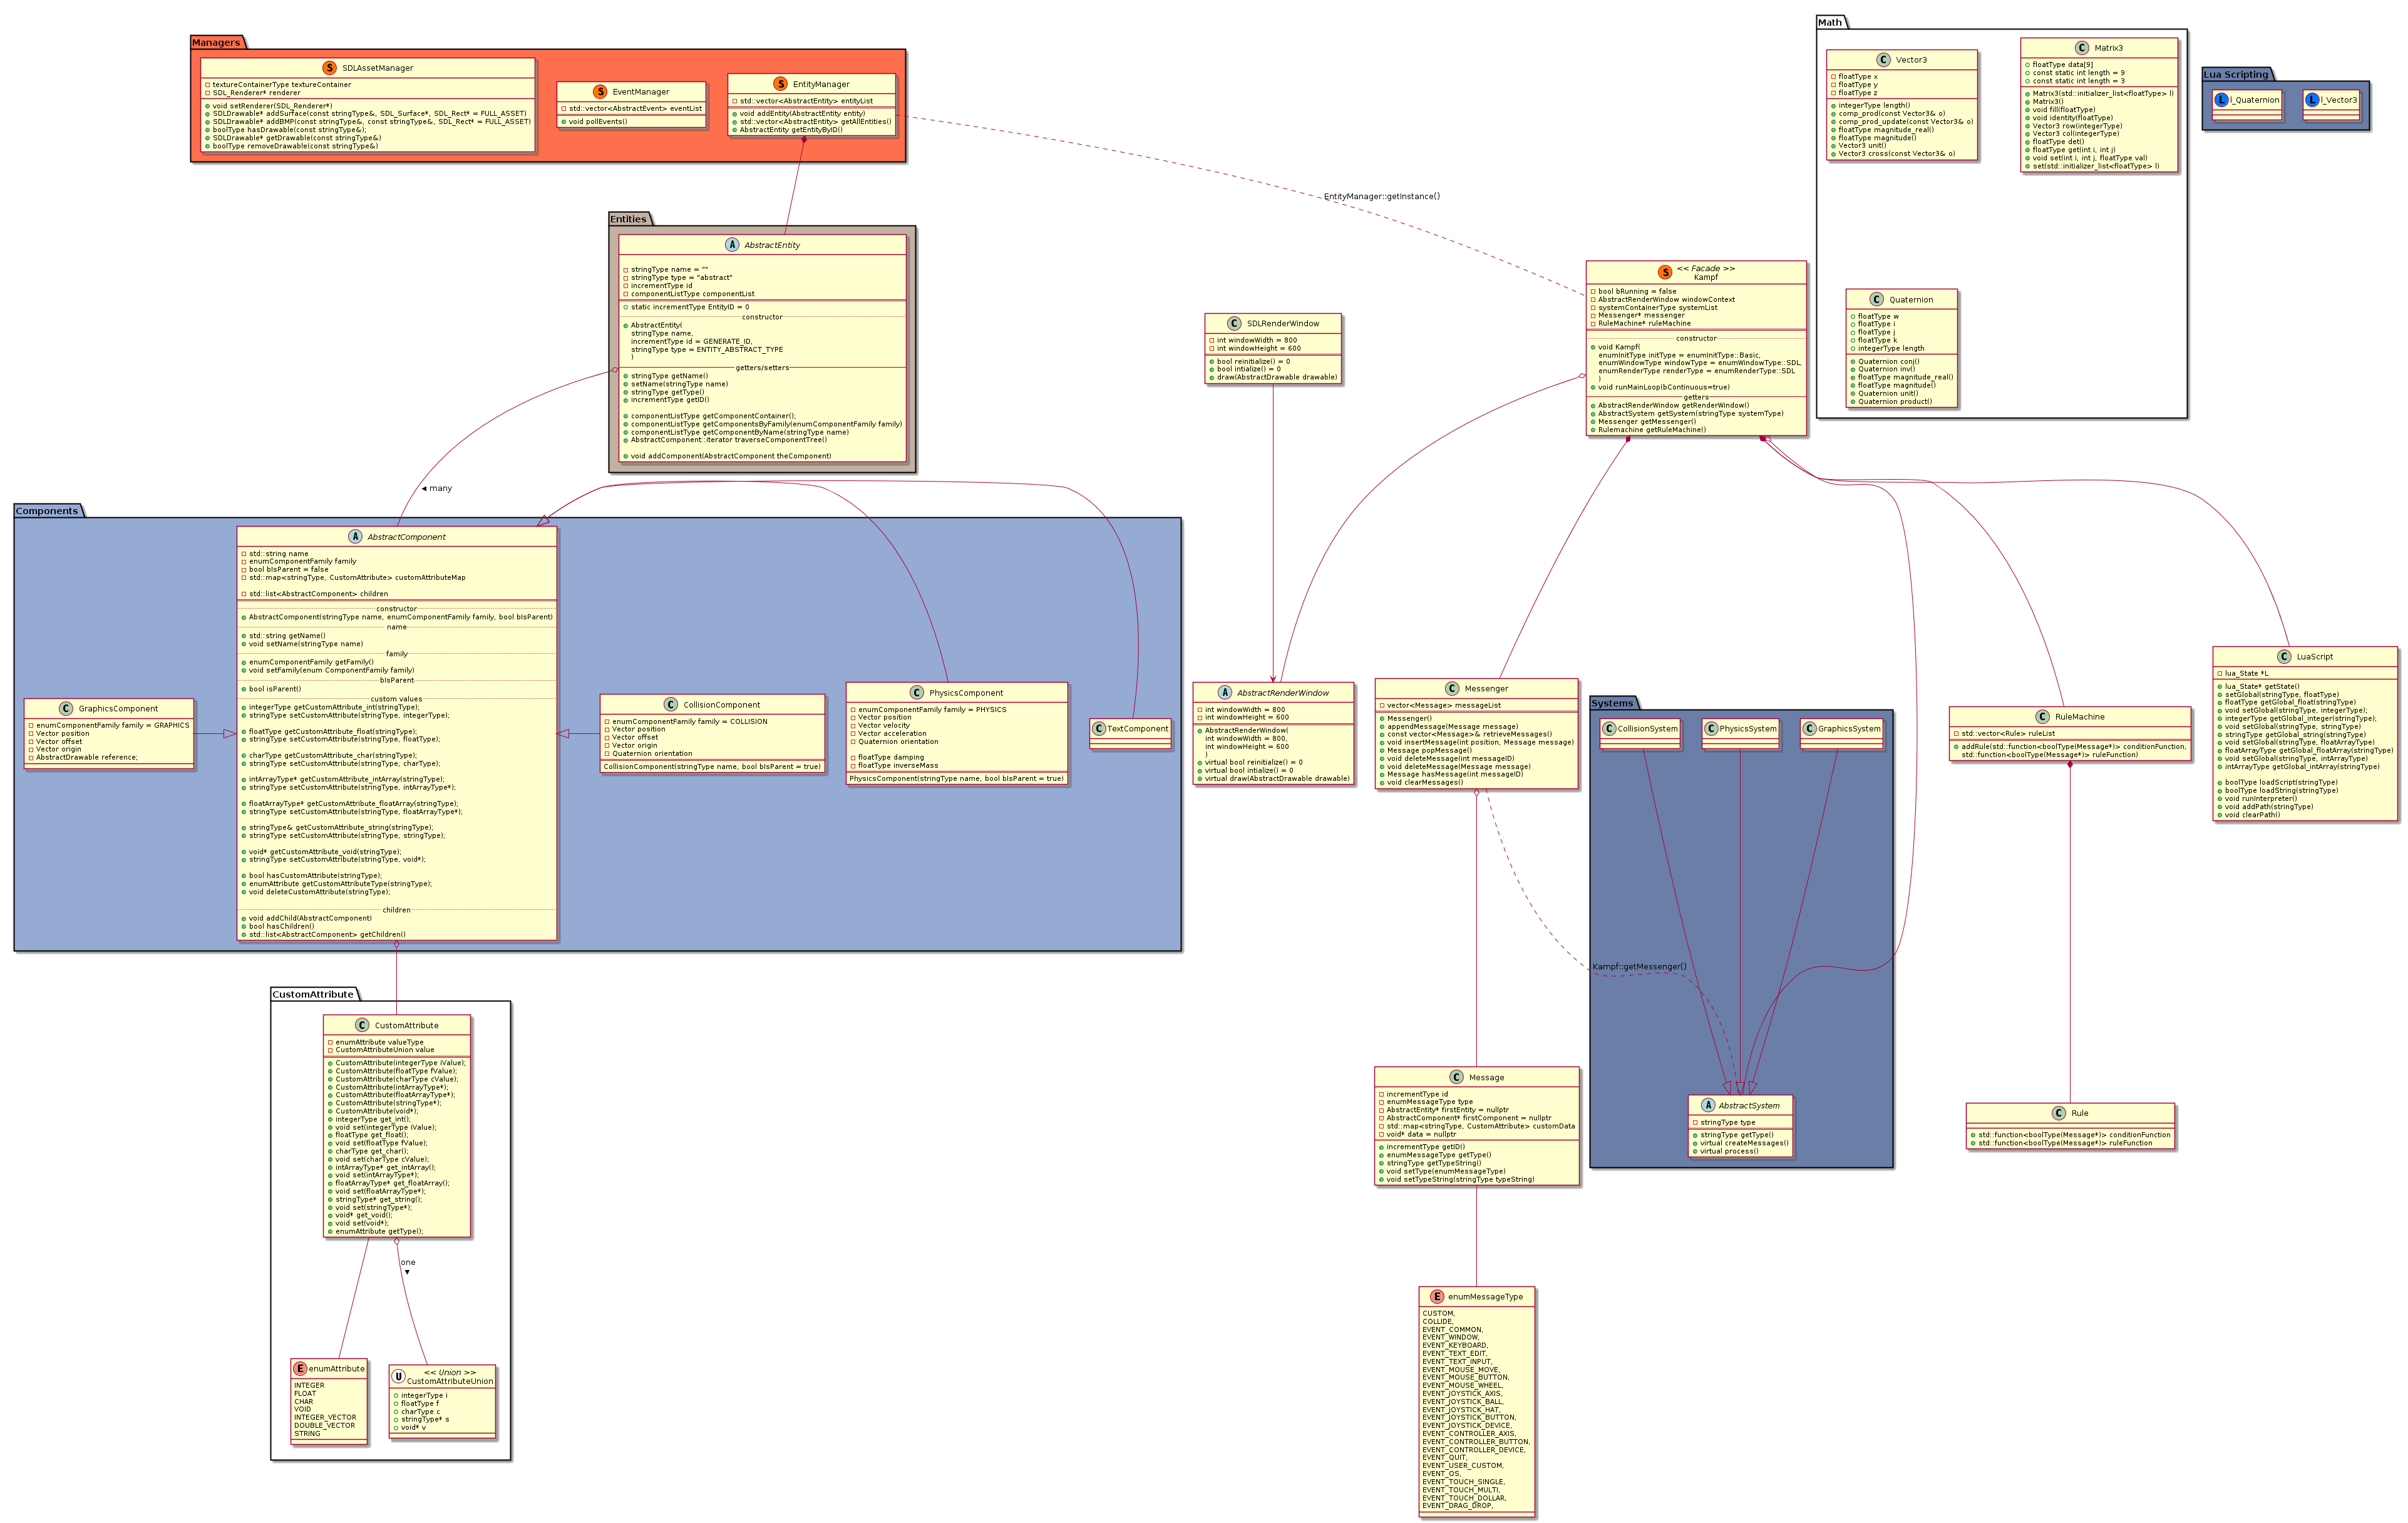 Managers
S SDLAssetManager
textureContainerType textureContainer
SDL_Renderer* renderer
void setRenderer(SDL_Renderer*)
SDLDrawable* addSurface(const stringType&, SDL_Surface*, SDL_Rect* = FULL_ASSET)
SDLDrawable* addBMP(const stringType&, const stringType&, SDL_Rect* = FULL_ASSET)
boolType hasDrawable(const stringType&);
SDLDrawable* getDrawable(const stringType&)
boolType removeDrawable(const stringType&)
S EventManager
std::vector<AbstractEvent> eventList
void pollEvents()
S EntityManager
std::vector<AbstractEntity> entityList
void addEntity(AbstractEntity entity)
std::vector<AbstractEntity> getAllEntities()
AbstractEntity getEntityByID()
Math
C Vector3
floatType x
floatType y
floatType z
integerType length()
comp_prod(const Vector3& o)
comp_prod_update(const Vector3& o)
floatType magnitude_real()
floatType magnitude()
Vector3 unit()
Vector3 cross(const Vector3& o)
C Matrix3
floatType data[9]
const static int length = 9
const static int length = 3
Matrix3(std::initializer_list<floatType> l)
Matrix3()
void fill(floatType)
void identity(floatType)
Vector3 row(integerType)
Vector3 col(integerType)
floatType det()
floatType get(int i, int j)
void set(int i, int j, floatType val)
set(std::initializer_list<floatType> l)
C Quaternion
floatType w
floatType i
floatType j
floatType k
integerType length
Quaternion conj()
Quaternion inv()
floatType magnitude_real()
floatType magnitude()
Quaternion unit()
Quaternion product()
Lua Scripting
L l_Quaternion
L l_Vector3
EntityManager::getInstance()
Entities
A AbstractEntity
stringType name = ""
stringType type = "abstract"
incrementType id
componentListType componentList
static incrementType EntityID = 0
constructor
AbstractEntity(
stringType name,
incrementType id = GENERATE_ID,
stringType type = ENTITY_ABSTRACT_TYPE
)
getters/setters
stringType getName()
setName(stringType name)
stringType getType()
incrementType getID()
componentListType getComponentContainer();
componentListType getComponentsByFamily(enumComponentFamily family)
componentListType getComponentByName(stringType name)
AbstractComponent::iterator traverseComponentTree()
void addComponent(AbstractComponent theComponent)
C SDLRenderWindow
int windowWidth = 800
int windowHeight = 600
bool reinitialize() = 0
bool intialize() = 0
draw(AbstractDrawable drawable)
S << Facade >>
Kampf
bool bRunning = false
AbstractRenderWindow windowContext
systemContainerType systemList
Messenger* messenger
RuleMachine* ruleMachine
constructor
void Kampf(
enumInitType initType = enumInitType::Basic,
enumWindowType windowType = enumWindowType::SDL,
enumRenderType renderType = enumRenderType::SDL
)
void runMainLoop(bContinuous=true)
getters
AbstractRenderWindow getRenderWindow()
AbstractSystem getSystem(stringType systemType)
Messenger getMessenger()
Rulemachine getRuleMachine()
many
Components
A AbstractComponent
std::string name
enumComponentFamily family
bool bIsParent = false
std::map<stringType, CustomAttribute> customAttributeMap
std::list<AbstractComponent> children
constructor
AbstractComponent(stringType name, enumComponentFamily family, bool bIsParent)
name
std::string getName()
void setName(stringType name)
family
enumComponentFamily getFamily()
void setFamily(enum ComponentFamily family)
bIsParent
bool isParent()
custom values
integerType getCustomAttribute_int(stringType);
stringType setCustomAttribute(stringType, integerType);
floatType getCustomAttribute_float(stringType);
stringType setCustomAttribute(stringType, floatType);
charType getCustomAttribute_char(stringType);
stringType setCustomAttribute(stringType, charType);
intArrayType* getCustomAttribute_intArray(stringType);
stringType setCustomAttribute(stringType, intArrayType*);
floatArrayType* getCustomAttribute_floatArray(stringType);
stringType setCustomAttribute(stringType, floatArrayType*);
stringType& getCustomAttribute_string(stringType);
stringType setCustomAttribute(stringType, stringType);
void* getCustomAttribute_void(stringType);
stringType setCustomAttribute(stringType, void*);
bool hasCustomAttribute(stringType);
enumAttribute getCustomAttributeType(stringType);
void deleteCustomAttribute(stringType);
children
void addChild(AbstractComponent)
bool hasChildren()
std::list<AbstractComponent> getChildren()
C GraphicsComponent
enumComponentFamily family = GRAPHICS
Vector position
Vector offset
Vector origin
AbstractDrawable reference;
C CollisionComponent
enumComponentFamily family = COLLISION
Vector position
Vector offset
Vector origin
Quaternion orientation
CollisionComponent(stringType name, bool bIsParent = true)
C PhysicsComponent
enumComponentFamily family = PHYSICS
Vector position
Vector velocity
Vector acceleration
Quaternion orientation
floatType damping
floatType inverseMass
PhysicsComponent(stringType name, bool bIsParent = true)
C TextComponent
A AbstractRenderWindow
int windowWidth = 800
int windowHeight = 600
AbstractRenderWindow(
int windowWidth = 800,
int windowHeight = 600
)
virtual bool reinitialize() = 0
virtual bool intialize() = 0
virtual draw(AbstractDrawable drawable)
C Messenger
vector<Message> messageList
Messenger()
appendMessage(Message message)
const vector<Message>& retrieveMessages()
void insertMessage(int position, Message message)
Message popMessage()
void deleteMessage(int messageID)
void deleteMessage(Message message)
Message hasMessage(int messageID)
void clearMessages()
Systems
C CollisionSystem
C PhysicsSystem
C GraphicsSystem
Kampf::getMessenger()
A AbstractSystem
stringType type
stringType getType()
virtual createMessages()
virtual process()
C RuleMachine
std::vector<Rule> ruleList
addRule(std::function<boolType(Message*)> conditionFunction,
std::function<boolType(Message*)> ruleFunction)
C LuaScript
lua_State *L
lua_State* getState()
setGlobal(stringType, floatType)
floatType getGlobal_float(stringType)
void setGlobal(stringType, integerType);
integerType getGlobal_integer(stringType);
void setGlobal(stringType, stringType)
stringType getGlobal_string(stringType)
void setGlobal(stringType, floatArrayType)
floatArrayType getGlobal_floatArray(stringType)
void setGlobal(stringType, intArrayType)
intArrayType getGlobal_intArray(stringType)
boolType loadScript(stringType)
boolType loadString(stringType)
void runInterpreter()
void addPath(stringType)
void clearPath()
CustomAttribute
C CustomAttribute
enumAttribute valueType
CustomAttributeUnion value
CustomAttribute(integerType iValue);
CustomAttribute(floatType fValue);
CustomAttribute(charType cValue);
CustomAttribute(intArrayType*);
CustomAttribute(floatArrayType*);
CustomAttribute(stringType*);
CustomAttribute(void*);
integerType get_int();
void set(integerType iValue);
floatType get_float();
void set(floatType fValue);
charType get_char();
void set(charType cValue);
intArrayType* get_intArray();
void set(intArrayType*);
floatArrayType* get_floatArray();
void set(floatArrayType*);
stringType* get_string();
void set(stringType*);
void* get_void();
void set(void*);
enumAttribute getType();
one
E enumAttribute
INTEGER
FLOAT
CHAR
VOID
INTEGER_VECTOR
DOUBLE_VECTOR
STRING
U << Union >>
CustomAttributeUnion
integerType i
floatType f
charType c
stringType* s
void* v
C Message
incrementType id
enumMessageType type
AbstractEntity* firstEntity = nullptr
AbstractComponent* firstComponent = nullptr
std::map<stringType, CustomAttribute> customData
void* data = nullptr
incrementType getID()
enumMessageType getType()
stringType getTypeString()
void setType(enumMessageType)
void setTypeString(stringType typeString)
C Rule
std::function<boolType(Message*)> conditionFunction
std::function<boolType(Message*)> ruleFunction
E enumMessageType
CUSTOM,
COLLIDE,
EVENT_COMMON,
EVENT_WINDOW,
EVENT_KEYBOARD,
EVENT_TEXT_EDIT,
EVENT_TEXT_INPUT,
EVENT_MOUSE_MOVE,
EVENT_MOUSE_BUTTON,
EVENT_MOUSE_WHEEL,
EVENT_JOYSTICK_AXIS,
EVENT_JOYSTICK_BALL,
EVENT_JOYSTICK_HAT,
EVENT_JOYSTICK_BUTTON,
EVENT_JOYSTICK_DEVICE,
EVENT_CONTROLLER_AXIS,
EVENT_CONTROLLER_BUTTON,
EVENT_CONTROLLER_DEVICE,
EVENT_QUIT,
EVENT_USER_CUSTOM,
EVENT_OS,
EVENT_TOUCH_SINGLE,
EVENT_TOUCH_MULTI,
EVENT_TOUCH_DOLLAR,
EVENT_DRAG_DROP,